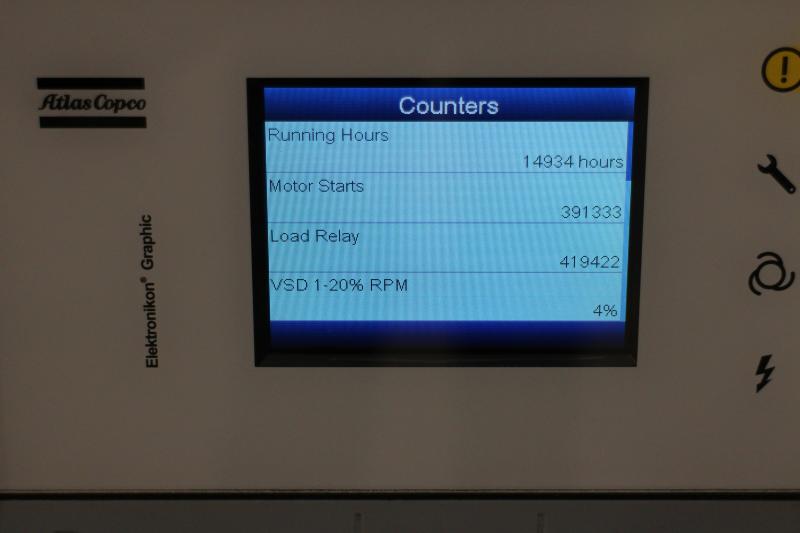 Atlas Copco
Elektronikon® Graphic
Counters
Running Hours
14934 hours
Motor Starts
391333
Load Relay
419422
VSD 1-20% RPM
4%